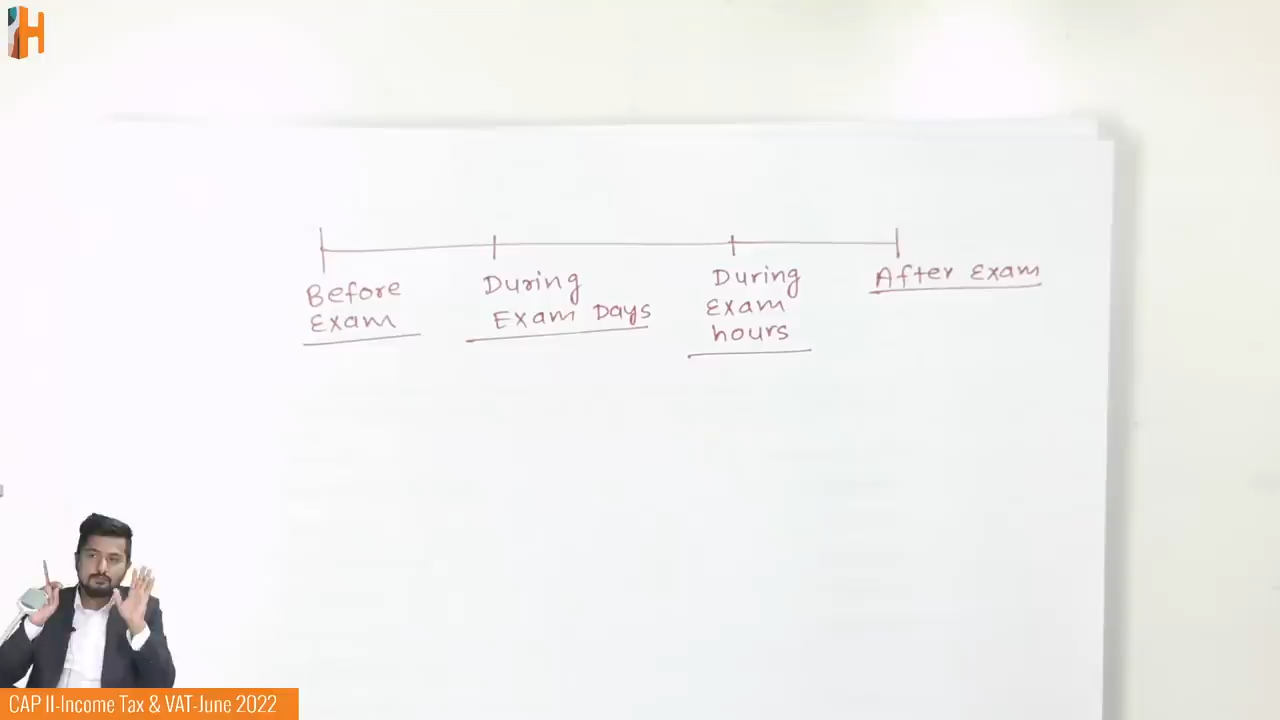 H
Before
Exam
During
Exam Days
During
Exam
hours
After Exam
CAP II-Income Tax & VAT-June 2022